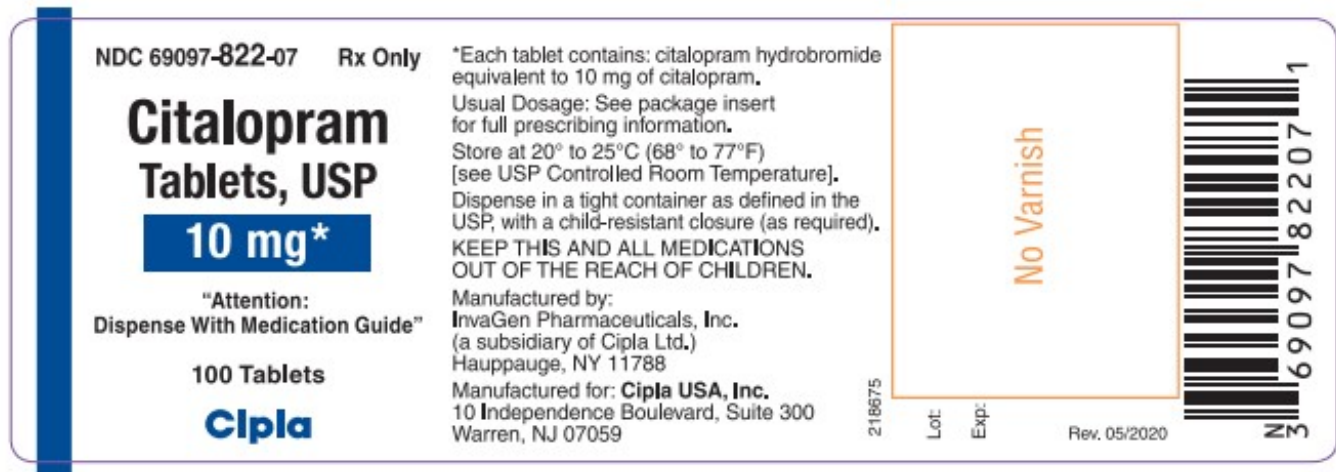 NDC 69097-822-07 Rx Only
Citalopram
Tablets, USP
10 mg*
“Attention:
Dispense With Medication Guide”
100 Tablets
Cipla
*Each tablet contains: citalopram hydrobromide
equivalent to 10 mg of citalopram.
Usual Dosage: See package insert
for full prescribing information.
Store at 20° to 25°C (68° to 77°F)
[see USP Controlled Room Temperature].
Dispense in a tight container as defined in the
USP, with a child-resistant closure (as required).
KEEP THIS AND ALL MEDICATIONS
OUT OF THE REACH OF CHILDREN.
Manufactured by:
InvaGen Pharmaceuticals, Inc.
(a subsidiary of Cipla Ltd.)
Hauppauge, NY 11788
Manufactured for: Cipla USA, Inc.
10 Independence Boulevard, Suite 300
Warren, NJ 07059
218675
No Varnish
Lot:
Exp:
Rev. 05/2020
N
3 69097 82207 1